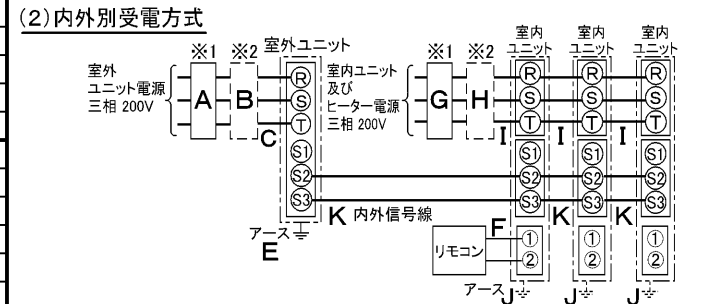 (2)内外別受電方式
※1 ※2 室外ユニット ※1 ※2 室内ユニット 室内ユニット 室内ユニット
室外
ユニット電源
三相 200V
A
B
C
R
S
T
S1
S2
S3
アース
E
室内ユニット
及び
ヒーター電源
三相 200V
G
H
R
S
T
I
R
S
T
I
R
S
T
I
S1
S2
S3
S1
S2
S3
S1
S2
S3
K 内外信号線
K
K
リモコン
F
1
2
1
2
1
2
アース J
J
J